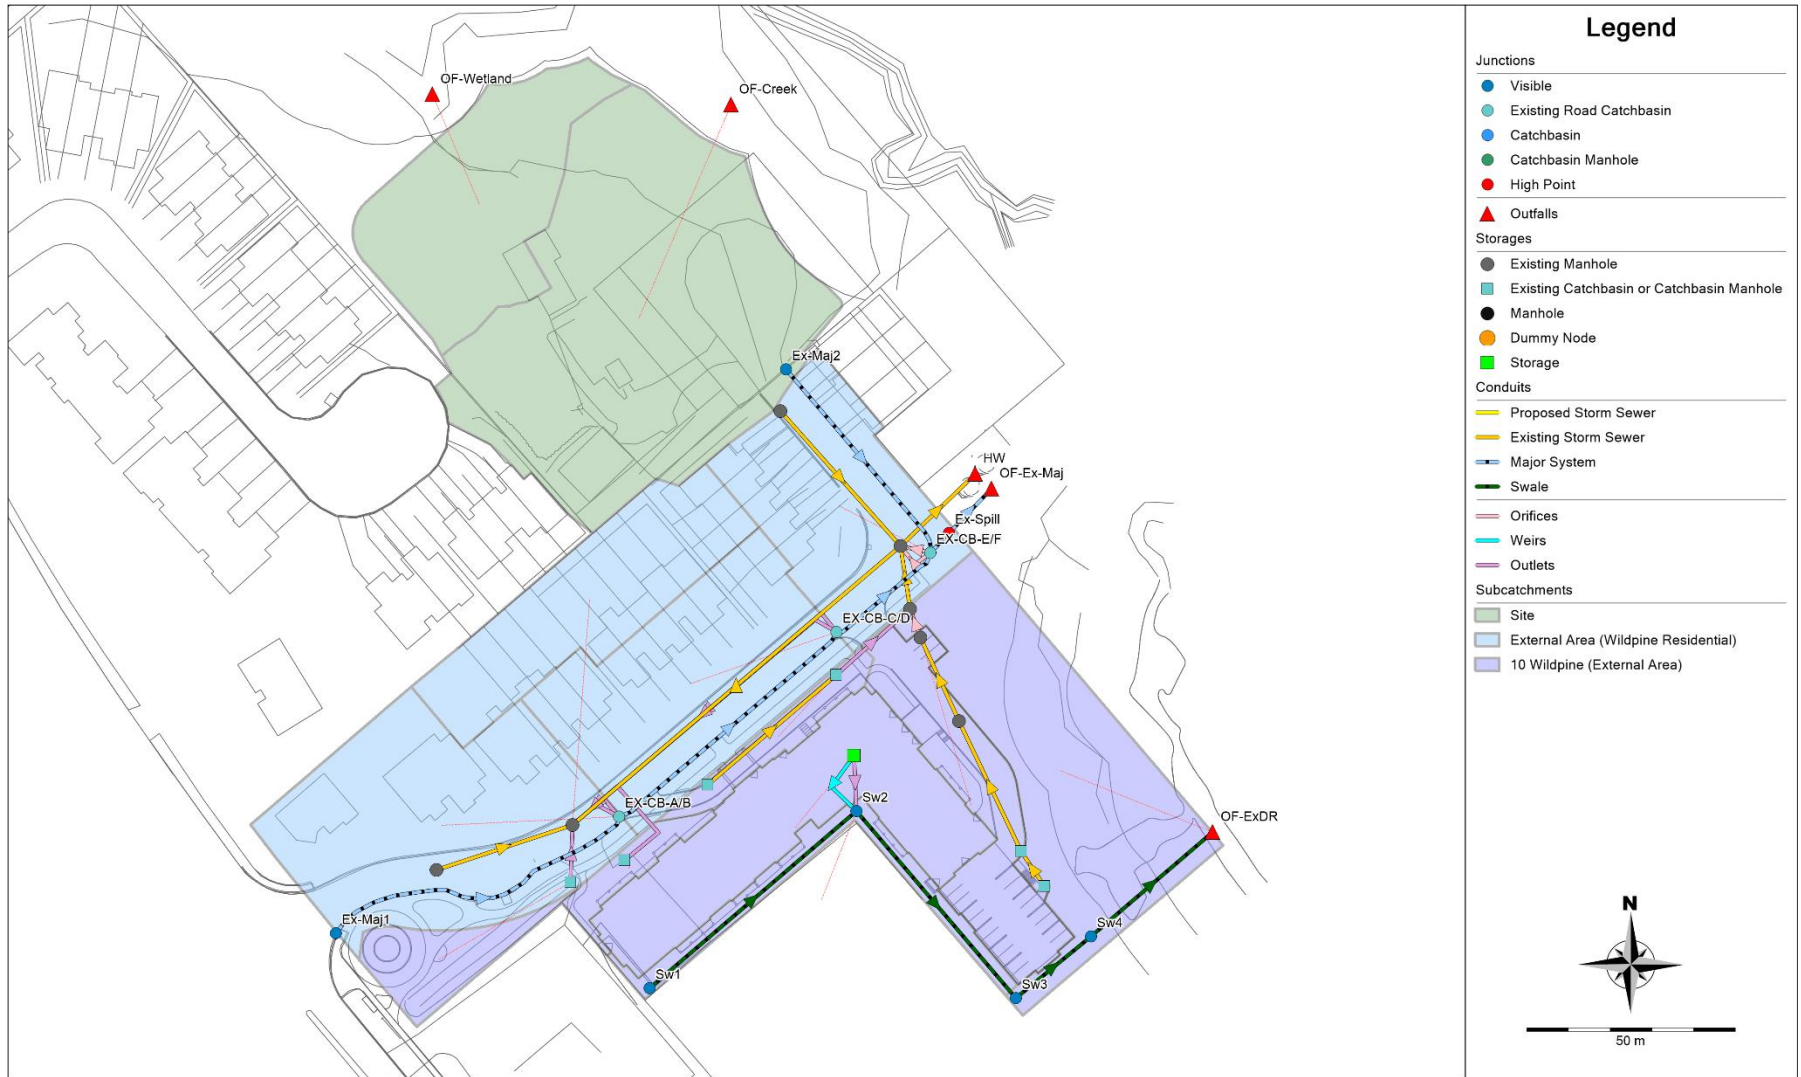 OF-Wetland
OF-Creek
Ex-Maj2
HW
OF-Ex-Maj
Ex-Spill
EX-CB-E/F
EX-CB-C/D
EX-CB-A/B
Sw2
OF-ExDR
Ex-Maj1
Sw4
Sw1
Sw3
Legend
Junctions
Visible
Existing Road Catchbasin
Catchbasin
Catchbasin Manhole
High Point
Outfalls
Storages
Existing Manhole
Existing Catchbasin or Catchbasin Manhole
Manhole
Dummy Node
Storage
Conduits
Proposed Storm Sewer
Existing Storm Sewer
Major System
Swale
Orifices
Weirs
Outlets
Subcatchments
Site
External Area (Wildpine Residential)
10 Wildpine (External Area)
N
50 m